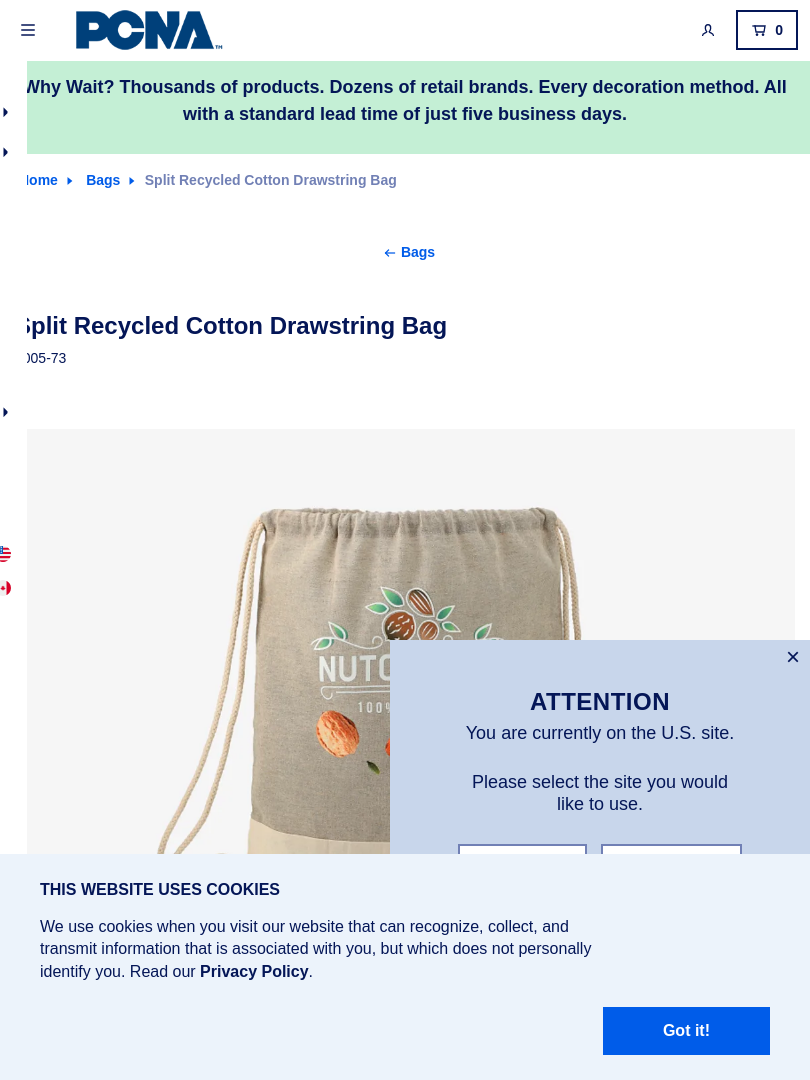 PCNA™
0
Why Wait? Thousands of products. Dozens of retail brands. Every decoration method. All
with a standard lead time of just five business days.
Home
Bags
Split Recycled Cotton Drawstring Bag
Bags
Split Recycled Cotton Drawstring Bag
005-73
ATTENTION
You are currently on the U.S. site.
Please select the site you would
like to use.
THIS WEBSITE USES COOKIES
We use cookies when you visit our website that can recognize, collect, and
transmit information that is associated with you, but which does not personally
identify you. Read our Privacy Policy.
Got it!